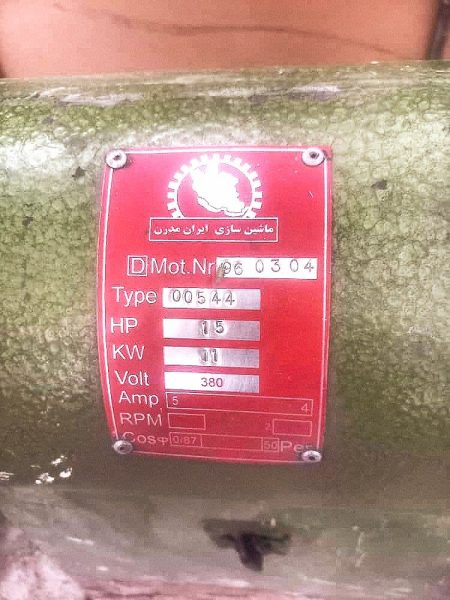 ماشین سازی ایران مدرن
D Mot.Nr 96 0304
Type 00544
HP 15
KW 11
Volt 380
Amp 5 4
RPM 2
Cosφ 0/87 50 Per